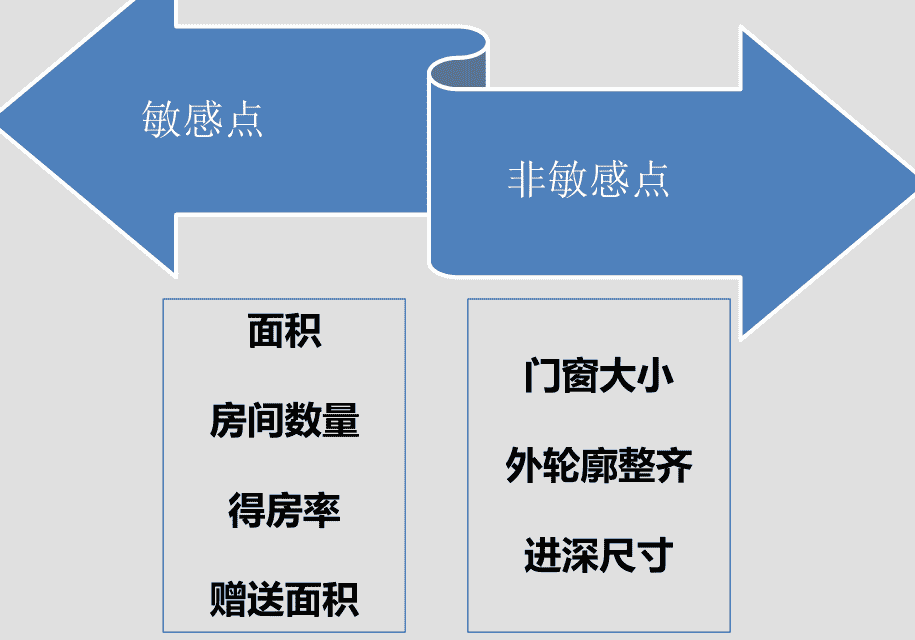 敏感点
非敏感点
面积
房间数量
得房率
赠送面积
门窗大小
外轮廓整齐
进深尺寸